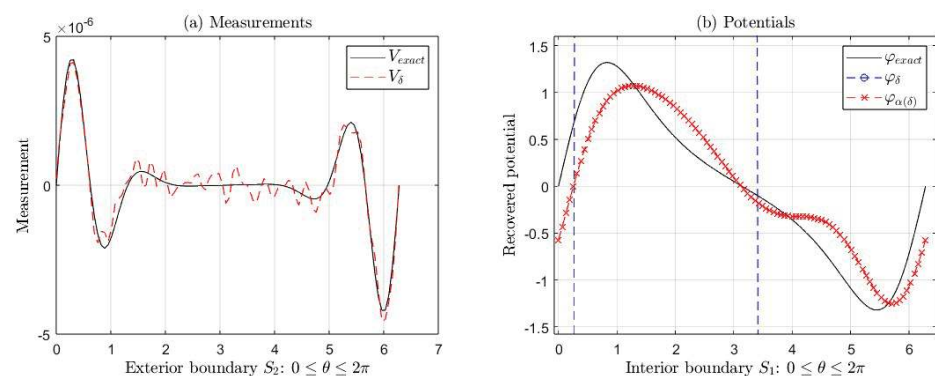 (a) Measurements
×10⁻⁶
5
0
-5
Measurement
V_exact
V_δ
0 1 2 3 4 5 6 7
Exterior boundary S₂: 0 ≤ θ ≤ 2π
(b) Potentials
1.5
1
0.5
0
-0.5
-1
-1.5
Recovered potential
φ_exact
φ_δ
φ_α(δ)
0 1 2 3 4 5 6
Interior boundary S₁: 0 ≤ θ ≤ 2π